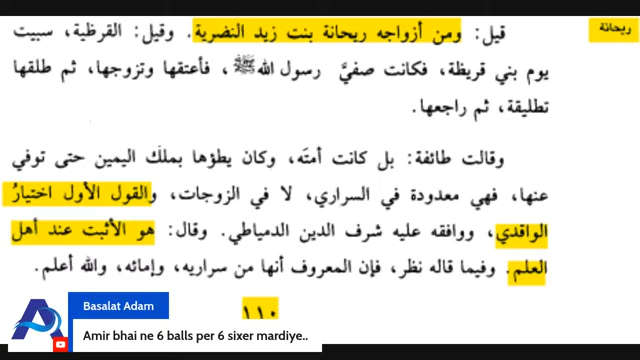 ريحانة
قيل: ومن أزواجه ريحانة بنت زيد النضرية. وقيل: القرظية، سبيت
يوم بني قريظة، فكانت صفيَّ رسول الله ﷺ، فأعتقها وتزوجها، ثم طلقها
تطليقة، ثم راجعها.
وقالت طائفة: بل كانت أمته، وكان يطؤها بملك اليمين حتى توفي
عنها، فهي معدودة في السراري، لا في الزوجات، والقول الأول اختيارُ
الواقدي، ووافقه عليه شرف الدين الدمياطي. وقال: هو الأثبت عند أهل
العلم. وفيما قاله نظر، فإن المعروف أنها من سراريه، وإمائه، والله أعلم.
١١٠
Basalat Adam
Amir bhai ne 6 balls per 6 sixer mardiye..